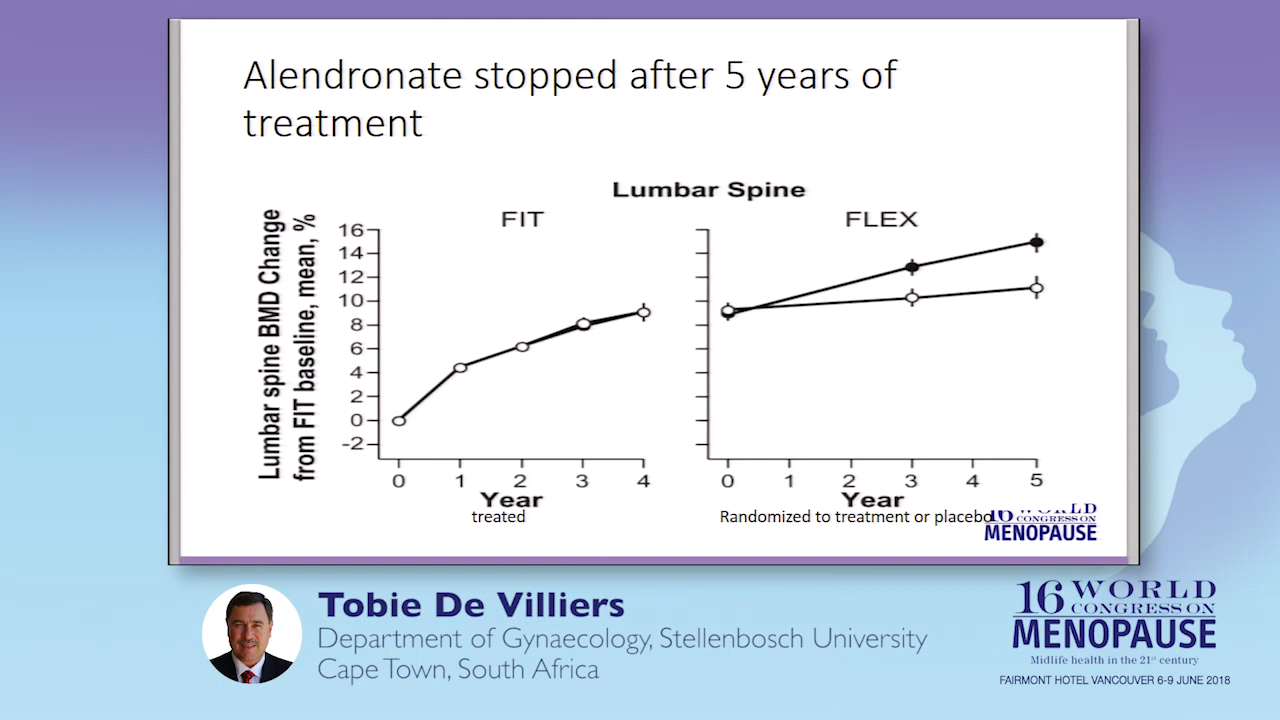 Alendronate stopped after 5 years of
treatment
Lumbar Spine
FIT
FLEX
Lumbar spine BMD Change
from FIT baseline, mean, %
16
14
12
10
8
6
4
2
0
-2
0 1 2 3 4
Year
treated
0 1 2 3 4 5
Year
Randomized to treatment or placebo
16 WORLD
CONGRESS ON
MENOPAUSE
Tobie De Villiers
Department of Gynaecology, Stellenbosch University
Cape Town, South Africa
16 WORLD
CONGRESS ON
MENOPAUSE
Midlife health in the 21st century
FAIRMONT HOTEL VANCOUVER 6-9 JUNE 2018